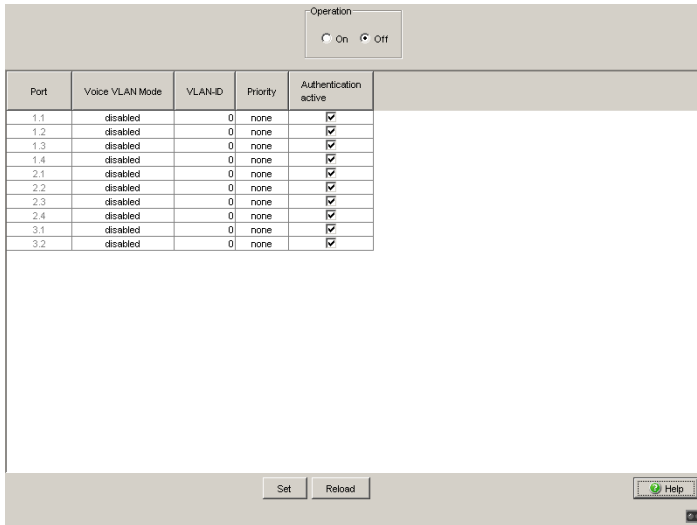 Operation
On Off
Port Voice VLAN Mode VLAN-ID Priority Authentication active
1.1 disabled 0 none
1.2 disabled 0 none
1.3 disabled 0 none
1.4 disabled 0 none
2.1 disabled 0 none
2.2 disabled 0 none
2.3 disabled 0 none
2.4 disabled 0 none
3.1 disabled 0 none
3.2 disabled 0 none
Set Reload Help